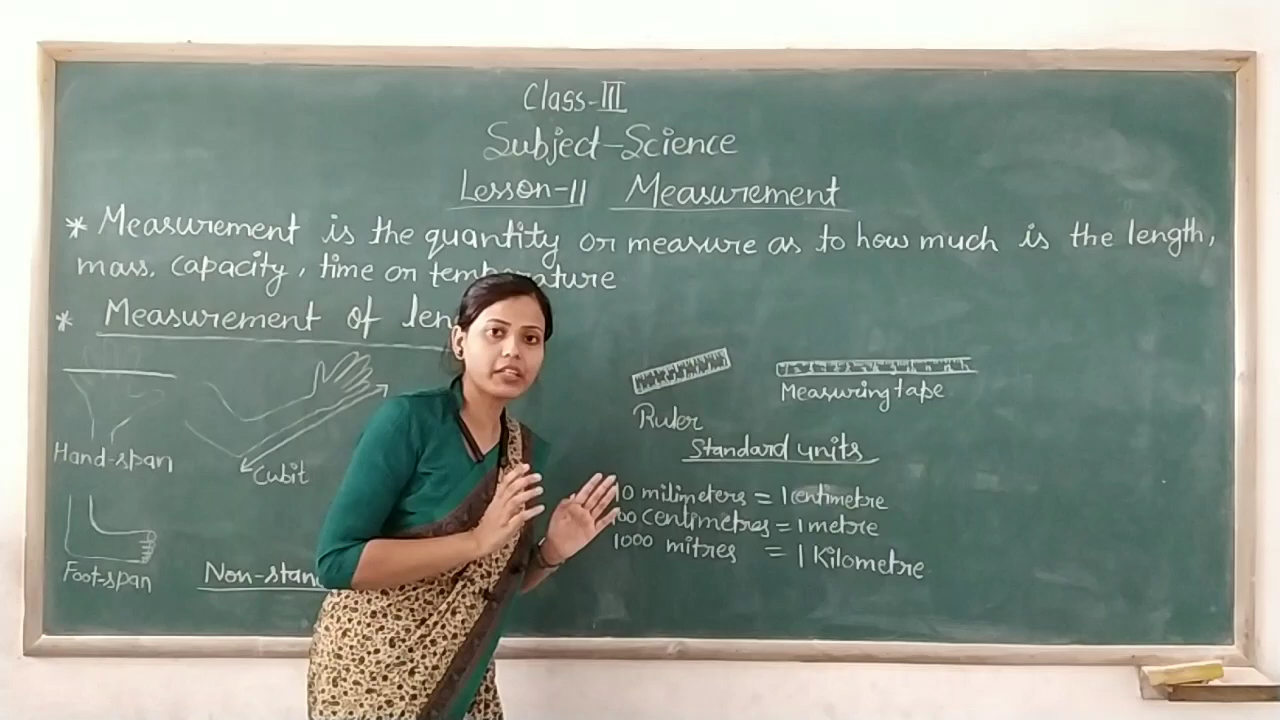 Class-III
Subject-Science
Lesson-11 Measurement
* Measurement is the quantity or measure as to how much is the length,
mass, capacity, time or temperature
* Measurement of len
Hand-span
Cubit
Foot-span
Non-stan
Ruler
Measuring tape
Standard units
10 milimeters = 1 centimetre
100 Centimetres = 1 metre
1000 mitres = 1 Kilometre